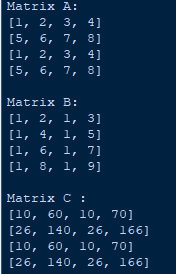 Matrix A:
[1, 2, 3, 4]
[5, 6, 7, 8]
[1, 2, 3, 4]
[5, 6, 7, 8]
Matrix B:
[1, 2, 1, 3]
[1, 4, 1, 5]
[1, 6, 1, 7]
[1, 8, 1, 9]
Matrix C :
[10, 60, 10, 70]
[26, 140, 26, 166]
[10, 60, 10, 70]
[26, 140, 26, 166]